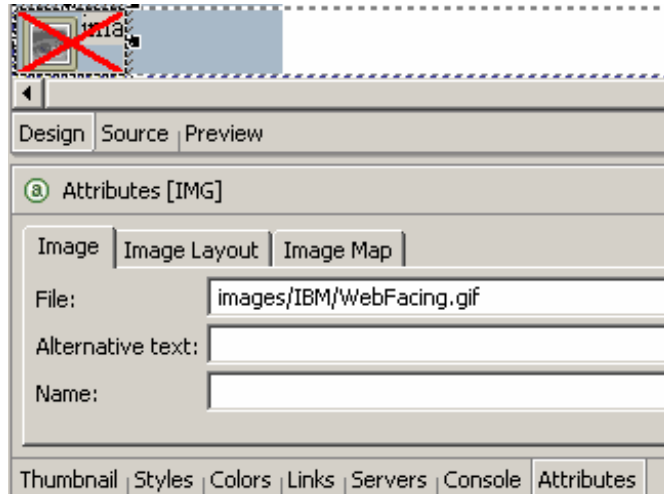 Design Source Preview
a Attributes [IMG]
Image Image Layout Image Map
File: images/IBM/WebFacing.gif
Alternative text:
Name:
Thumbnail Styles Colors Links Servers Console Attributes